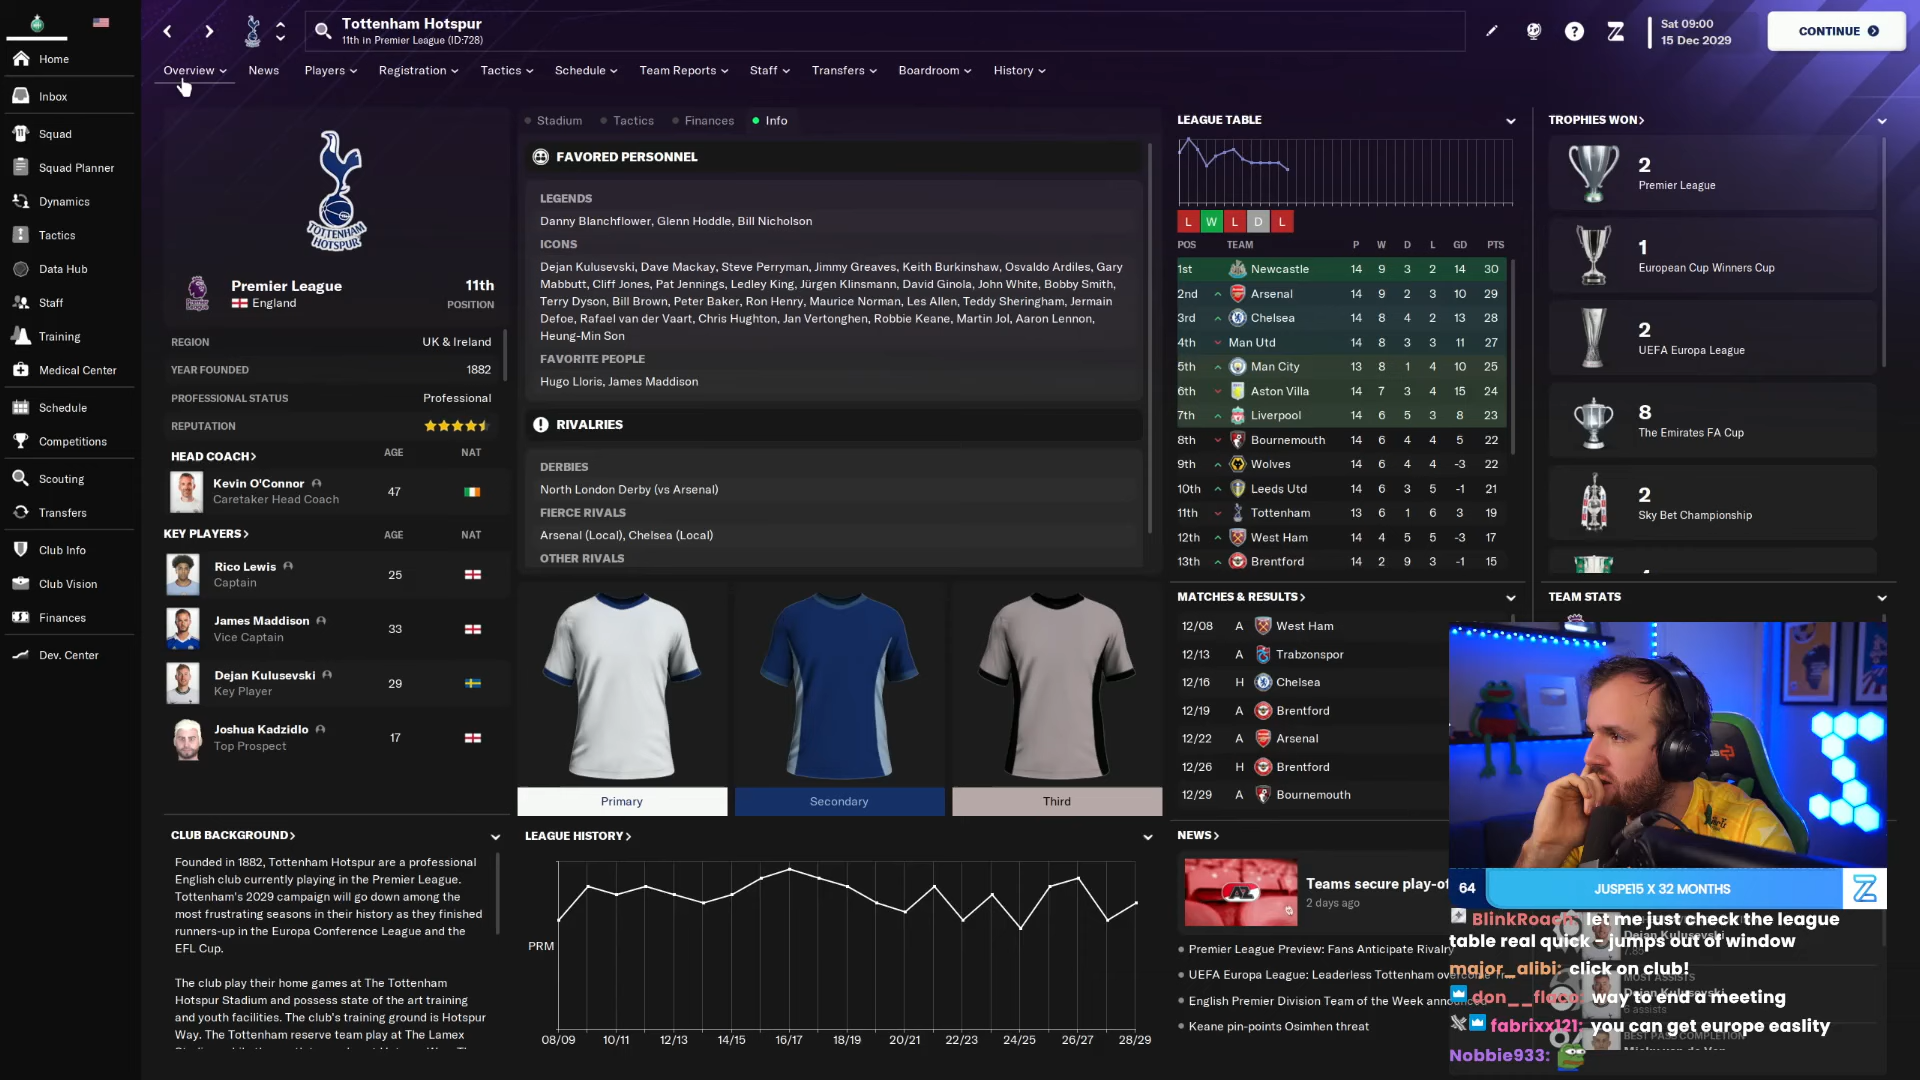 Tottenham Hotspur
11th in Premier League (ID:728)
Sat 09:00
15 Dec 2029
CONTINUE
Overview
News
Players
Registration
Tactics
Schedule
Team Reports
Staff
Transfers
Boardroom
History
Home
Inbox
Squad
Squad Planner
Dynamics
Tactics
Data Hub
Staff
Training
Medical Center
Schedule
Competitions
Scouting
Transfers
Club Info
Club Vision
Finances
Dev. Center
TOTTENHAM
HOTSPUR
Premier League
England
11th
POSITION
REGION UK & Ireland
YEAR FOUNDED 1882
PROFESSIONAL STATUS Professional
REPUTATION
HEAD COACH> AGE NAT
Kevin O'Connor
Caretaker Head Coach
47
KEY PLAYERS> AGE NAT
Rico Lewis
Captain
25
James Maddison
Vice Captain
33
Dejan Kulusevski
Key Player
29
Joshua Kadzidlo
Top Prospect
17
CLUB BACKGROUND>
Founded in 1882, Tottenham Hotspur are a professional
English club currently playing in the Premier League.
Tottenham's 2029 campaign will go down among the
most frustrating seasons in their history as they finished
runners-up in the Europa Conference League and the
EFL Cup.
The club play their home games at The Tottenham
Hotspur Stadium and possess state of the art training
and youth facilities. The club's training ground is Hotspur
Way. The Tottenham reserve team play at The Lamex
Stadium
Stadium
Tactics
Finances
Info
FAVORED PERSONNEL
LEGENDS
Danny Blanchflower, Glenn Hoddle, Bill Nicholson
ICONS
Dejan Kulusevski, Dave Mackay, Steve Perryman, Jimmy Greaves, Keith Burkinshaw, Osvaldo Ardiles, Gary
Mabbutt, Cliff Jones, Pat Jennings, Ledley King, Jürgen Klinsmann, David Ginola, John White, Bobby Smith,
Terry Dyson, Bill Brown, Peter Baker, Ron Henry, Maurice Norman, Les Allen, Teddy Sheringham, Jermain
Defoe, Rafael van der Vaart, Chris Hughton, Jan Vertonghen, Robbie Keane, Martin Jol, Aaron Lennon,
Heung-Min Son
FAVORITE PEOPLE
Hugo Lloris, James Maddison
RIVALRIES
DERBIES
North London Derby (vs Arsenal)
FIERCE RIVALS
Arsenal (Local), Chelsea (Local)
OTHER RIVALS
Primary
Secondary
Third
LEAGUE HISTORY>
PRM
08/09 10/11 12/13 14/15 16/17 18/19 20/21 22/23 24/25 26/27 28/29
LEAGUE TABLE
L W L D L
POS TEAM P W D L GD PTS
1st Newcastle 14 9 3 2 14 30
2nd Arsenal 14 9 2 3 10 29
3rd Chelsea 14 8 4 2 13 28
4th Man Utd 14 8 3 3 11 27
5th Man City 13 8 1 4 10 25
6th Aston Villa 14 7 3 4 15 24
7th Liverpool 14 6 5 3 8 23
8th Bournemouth 14 6 4 4 5 22
9th Wolves 14 6 4 4 -3 22
10th Leeds Utd 14 6 3 5 -1 21
11th Tottenham 13 6 1 6 3 19
12th West Ham 14 4 5 5 -3 17
13th Brentford 14 2 9 3 -1 15
MATCHES & RESULTS>
12/08 A West Ham
12/13 A Trabzonspor
12/16 H Chelsea
12/19 A Brentford
12/22 A Arsenal
12/26 H Brentford
12/29 A Bournemouth
NEWS>
AZ
Teams secure play-of
2 days ago
Premier League Preview: Fans Anticipate Rivalry
UEFA Europa League: Leaderless Tottenham
English Premier Division Team of the Week
Keane pin-points Osimhen threat
TROPHIES WON>
2
Premier League
1
European Cup Winners Cup
2
UEFA Europa League
8
The Emirates FA Cup
2
Sky Bet Championship
TEAM STATS
64
JUSPE15 X 32 MONTHS
BlinkRoach: let me just check the league
table real quick - jumps out of window
Dejan Kulusevski
major_alibi: click on club!
MOST ASSISTS
don__flaco: way to end a meeting
Dejan Kulusevski
6 assists
fabrixx121: you can get europe easlity
BEST PASS COMPLETION
Nobbie933: